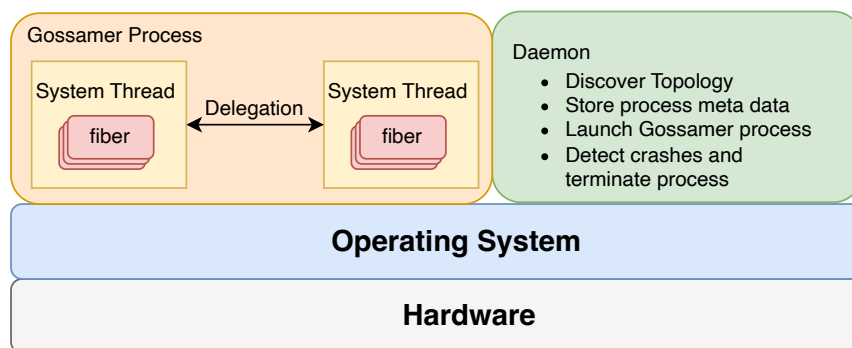 Gossamer Process
System Thread
fiber
Delegation
System Thread
fiber
Daemon
• Discover Topology
• Store process meta data
• Launch Gossamer process
• Detect crashes and
terminate process
Operating System
Hardware